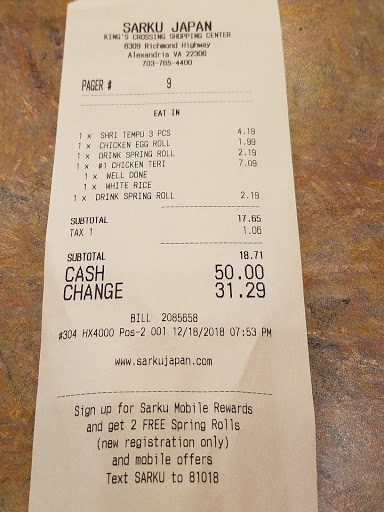 SARKU JAPAN
KING'S CROSSING SHOPPING CENTER
6309 Richmond Highway
Alexandria VA 22306
703-765-4400
PAGER # 9
EAT IN
1 x SHRI TEMPU 3 PCS 4.19
1 x CHICKEN EGG ROLL 1.99
1 x DRINK SPRING ROLL 2.19
1 x #1 CHICKEN TERI 7.09
1 x WELL DONE
1 x WHITE RICE
1 x DRINK SPRING ROLL 2.19
SUBTOTAL 17.65
TAX 1 1.06
SUBTOTAL 18.71
CASH 50.00
CHANGE 31.29
BILL 2085658
#304 HX4000 Pos-2 001 12/18/2018 07:53 PM
www.sarkujapan.com
Sign up for Sarku Mobile Rewards
and get 2 FREE Spring Rolls
(new registration only)
and mobile offers
Text SARKU to 81018